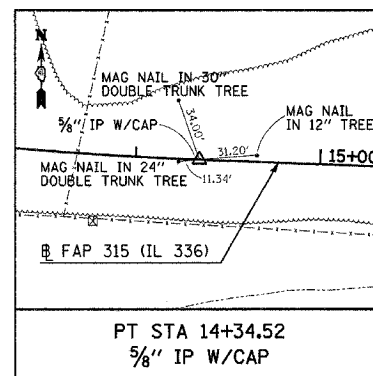 N
MAG NAIL IN 30"
DOUBLE TRUNK TREE
34.00'
⅝" IP W/CAP
MAG NAIL
IN 12" TREE
31.20'
15+00
MAG NAIL IN 24"
DOUBLE TRUNK TREE
11.34'
℄ FAP 315 (IL 336)
PT STA 14+34.52
⅝" IP W/CAP